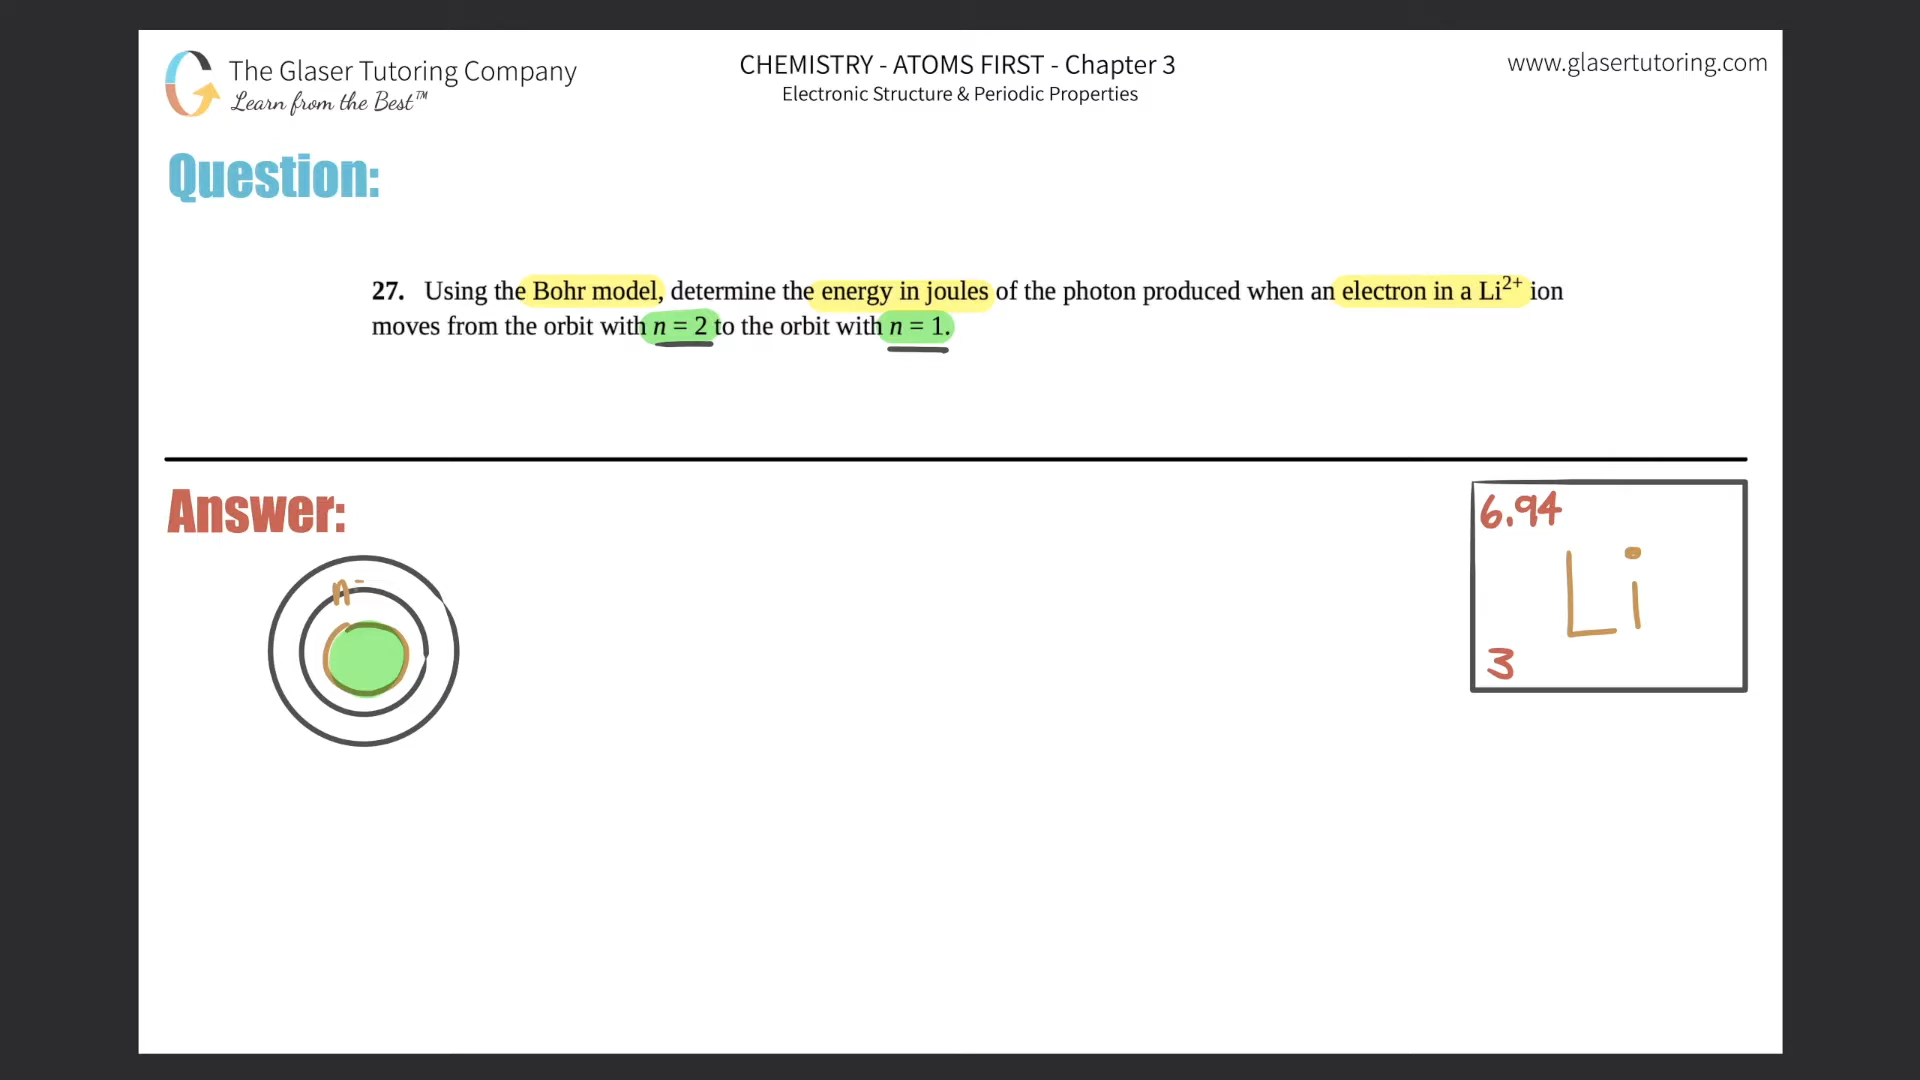 The Glaser Tutoring Company
Learn from the Best™
CHEMISTRY - ATOMS FIRST - Chapter 3
Electronic Structure & Periodic Properties
www.glasertutoring.com
Question:
27. Using the Bohr model, determine the energy in joules of the photon produced when an electron in a Li²⁺ ion
moves from the orbit with n = 2 to the orbit with n = 1.
Answer:
n -
6.94
Li
3